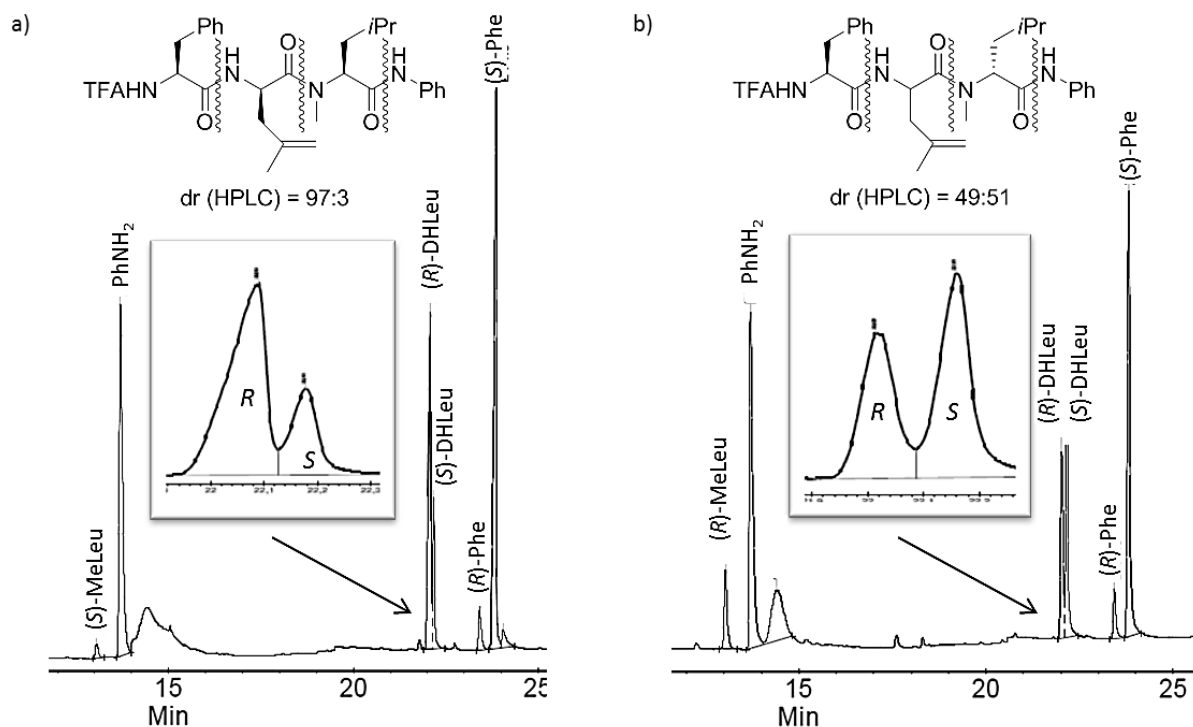 a)
Ph
O
iPr
H
N
H
N
TFAHN
N
Ph
O
O
dr (HPLC) = 97:3
(S)-MeLeu
PhNH₂
(R)-DHLeu
(S)-DHLeu
(R)-Phe
(S)-Phe
R
S
22
22,1
22,2
22,3
15
20
25
Min
b)
Ph
O
iPr
H
N
H
N
TFAHN
N
Ph
O
O
dr (HPLC) = 49:51
(R)-MeLeu
PhNH₂
(R)-DHLeu
(S)-DHLeu
(R)-Phe
(S)-Phe
R
S
15
20
25
Min